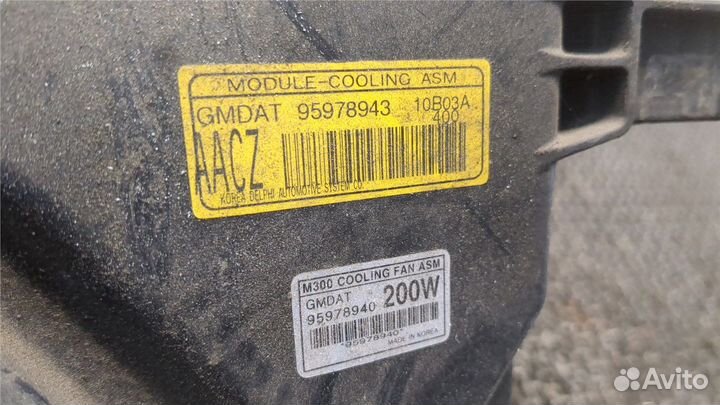 MODULE-COOLING ASM
GMDAT 95978943 10B03A
400
AACZ
KOREA DELPHI AUTOMOTIVE SYSTEM CO.
M300 COOLING FAN ASM
GMDAT
95978940 200W
*95978940*
MADE IN KOREA
Avito